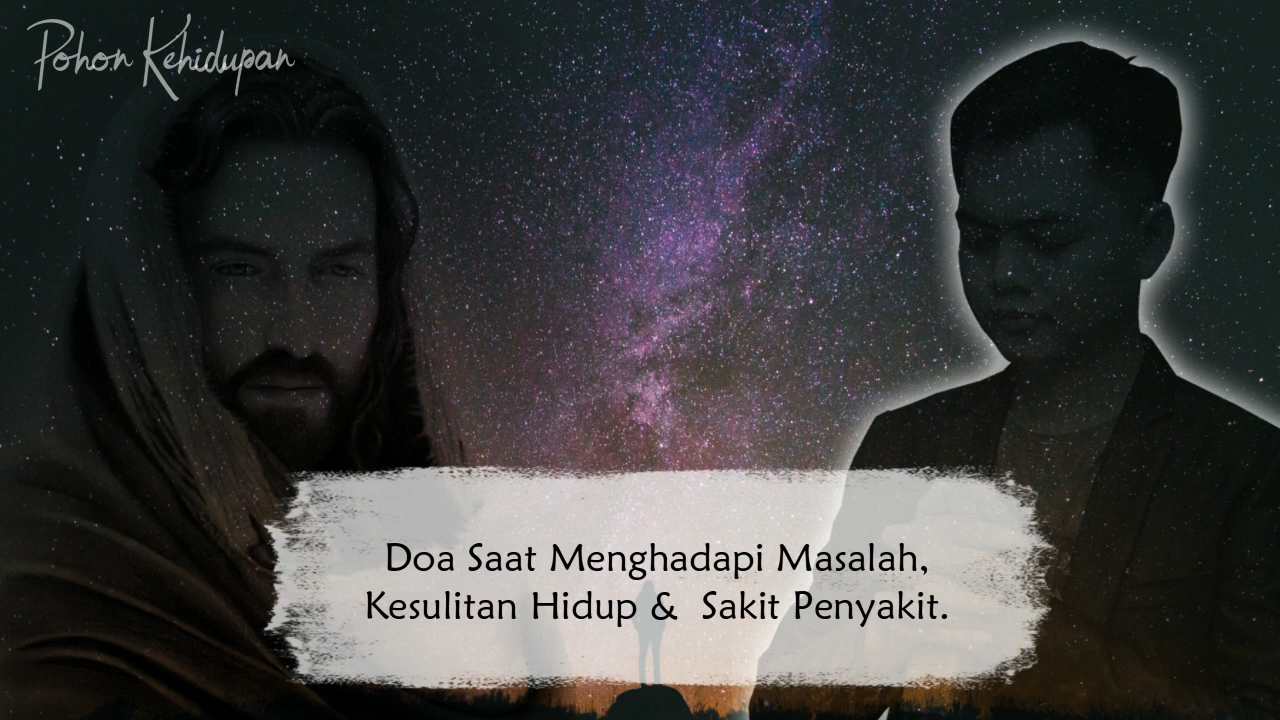 Pohon Kehidupan
Doa Saat Menghadapi Masalah,
Kesulitan Hidup & Sakit Penyakit.